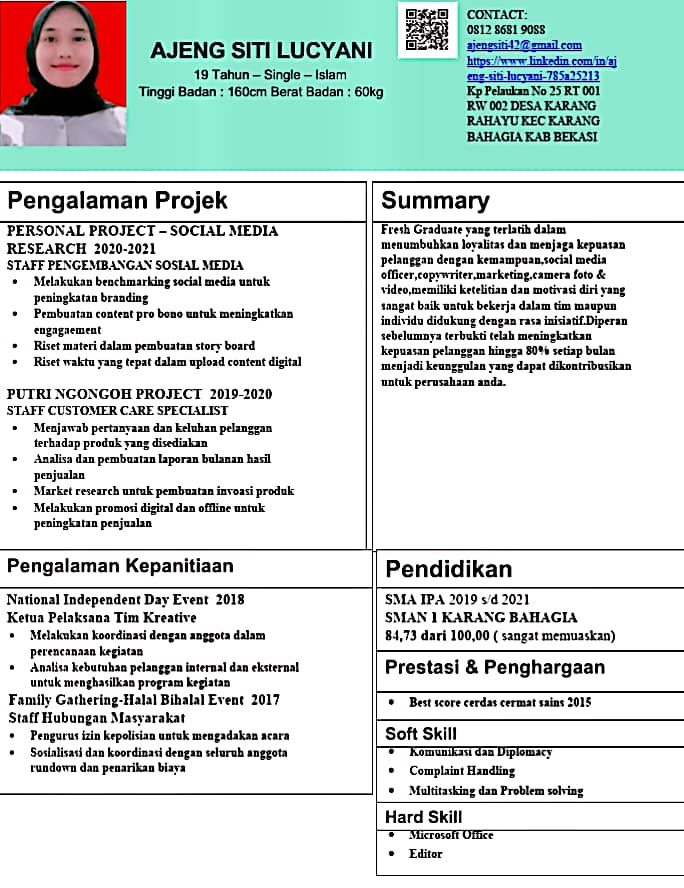 AJENG SITI LUCYANI
19 Tahun – Single – Islam
Tinggi Badan : 160cm Berat Badan : 60kg
CONTACT:
0812 8681 9088
ajengsiti42@gmail.com
https://www.linkedin.com/in/aj
eng-siti-lucyani-785a25213
Kp Pelaukan No 25 RT 001
RW 002 DESA KARANG
RAHAYU KEC KARANG
BAHAGIA KAB BEKASI
Pengalaman Projek
PERSONAL PROJECT – SOCIAL MEDIA
RESEARCH 2020-2021
STAFF PENGEMBANGAN SOSIAL MEDIA
• Melakukan benchmarking social media untuk
peningkatan branding
• Pembuatan content pro bono untuk meningkatkan
engagaement
• Riset materi dalam pembuatan story board
• Riset waktu yang tepat dalam upload content digital
PUTRI NGONGOH PROJECT 2019-2020
STAFF CUSTOMER CARE SPECIALIST
• Menjawab pertanyaan dan keluhan pelanggan
terhadap produk yang disediakan
• Analisa dan pembuatan laporan bulanan hasil
penjualan
• Market research untuk pembuatan invoasi produk
• Melakukan promosi digital dan offline untuk
peningkatan penjualan
Summary
Fresh Graduate yang terlatih dalam
menumbuhkan loyalitas dan menjaga kepuasan
pelanggan dengan kemampuan,social media
officer,copywriter,marketing,camera foto &
video,memiliki ketelitian dan motivasi diri yang
sangat baik untuk bekerja dalam tim maupun
individu didukung dengan rasa inisiatif.Diperan
sebelumnya terbukti telah meningkatkan
kepuasan pelanggan hingga 80% setiap bulan
menjadi keunggulan yang dapat dikontribusikan
untuk perusahaan anda.
Pengalaman Kepanitiaan
National Independent Day Event 2018
Ketua Pelaksana Tim Kreative
• Melakukan koordinasi dengan anggota dalam
perencanaan kegiatan
• Analisa kebutuhan pelanggan internal dan eksternal
untuk menghasilkan program kegiatan
Family Gathering-Halal Bihalal Event 2017
Staff Hubungan Masyarakat
• Pengurus izin kepolisian untuk mengadakan acara
• Sosialisasi dan koordinasi dengan seluruh anggota
rundown dan penarikan biaya
Pendidikan
SMA IPA 2019 s/d 2021
SMAN 1 KARANG BAHAGIA
84,73 dari 100,00 ( sangat memuaskan)
Prestasi & Penghargaan
• Best score cerdas cermat sains 2015
Soft Skill
• Komunikasi dan Diplomacy
• Complaint Handling
• Multitasking dan Problem solving
Hard Skill
• Microsoft Office
• Editor